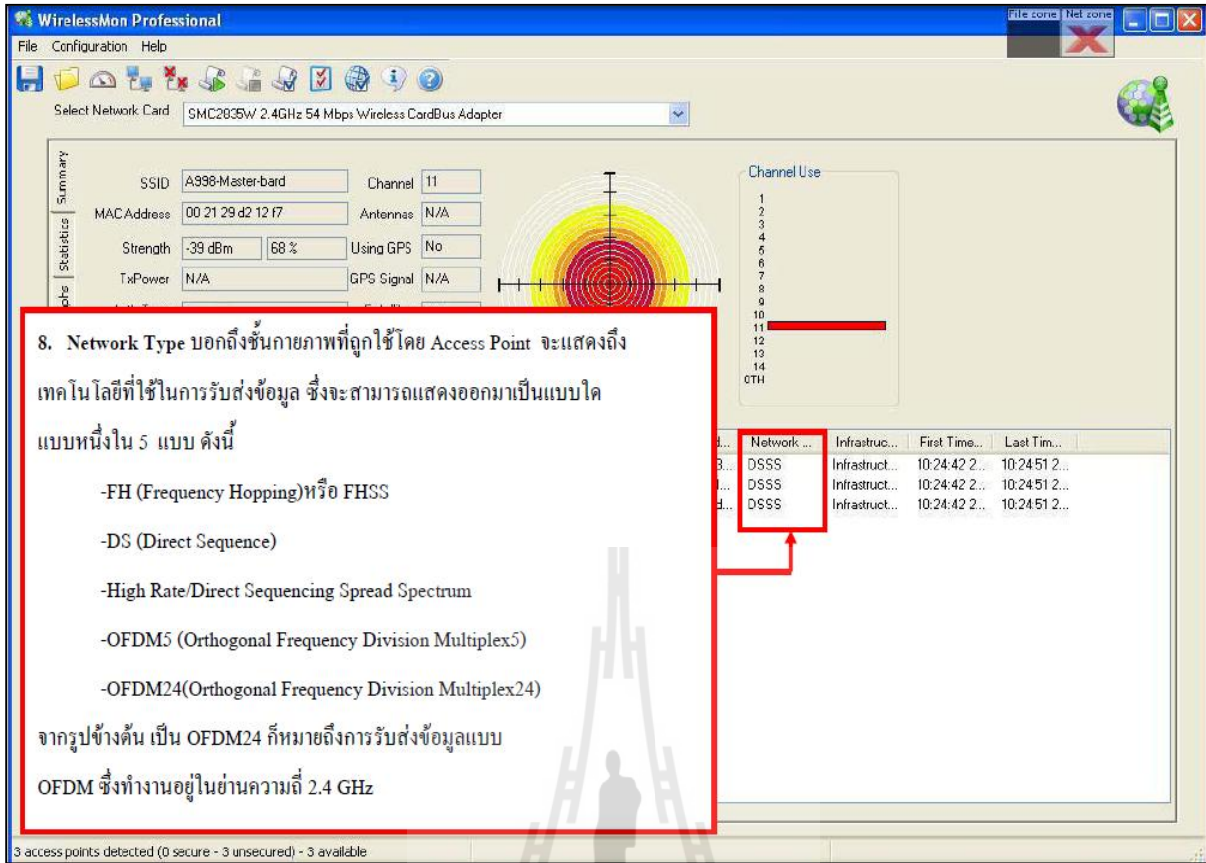 WirelessMon Professional
File zone Net zone
File Configuration Help
Select Network Card SMC2835W 2.4GHz 54 Mbps Wireless CardBus Adapter
Summary
Statistics
SSID A998-Master-bard Channel 11
MAC Address 00 21 29 d2 12 f7 Antennas N/A
Strength -39 dBm 68 % Using GPS No
TxPower N/A GPS Signal N/A
Channel Use
1
2
3
4
5
6
7
8
9
10
11
12
13
14
OTH
8. Network Type บอกถึงชั้นกายภาพที่ถูกใช้โดย Access Point จะแสดงถึง
เทคโนโลยีที่ใช้ในการรับส่งข้อมูล ซึ่งจะสามารถแสดงออกมาเป็นแบบใด
แบบหนึ่งใน 5 แบบ ดังนี้
-FH (Frequency Hopping)หรือ FHSS
-DS (Direct Sequence)
-High Rate/Direct Sequencing Spread Spectrum
-OFDM5 (Orthogonal Frequency Division Multiplex5)
-OFDM24(Orthogonal Frequency Division Multiplex24)
จากรูปข้างต้น เป็น OFDM24 ก็หมายถึงการรับส่งข้อมูลแบบ
OFDM ซึ่งทำงานอยู่ในย่านความถี่ 2.4 GHz
Network ... Infrastruc... First Time... Last Tim...
DSSS Infrastruct... 10:24:42 2... 10:24:51 2...
DSSS Infrastruct... 10:24:42 2... 10:24:51 2...
DSSS Infrastruct... 10:24:42 2... 10:24:51 2...
3 access points detected (0 secure - 3 unsecured) - 3 available